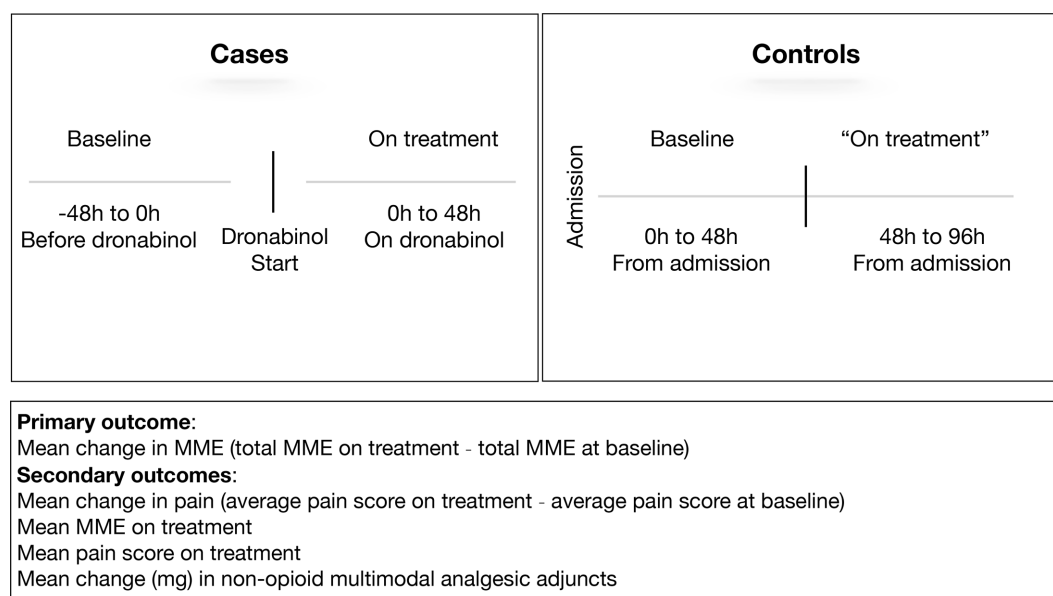 Cases
Baseline
On treatment
-48h to 0h
Before dronabinol
Dronabinol
Start
0h to 48h
On dronabinol
Controls
Admission
Baseline
“On treatment”
0h to 48h
From admission
48h to 96h
From admission
Primary outcome:
Mean change in MME (total MME on treatment - total MME at baseline)
Secondary outcomes:
Mean change in pain (average pain score on treatment - average pain score at baseline)
Mean MME on treatment
Mean pain score on treatment
Mean change (mg) in non-opioid multimodal analgesic adjuncts